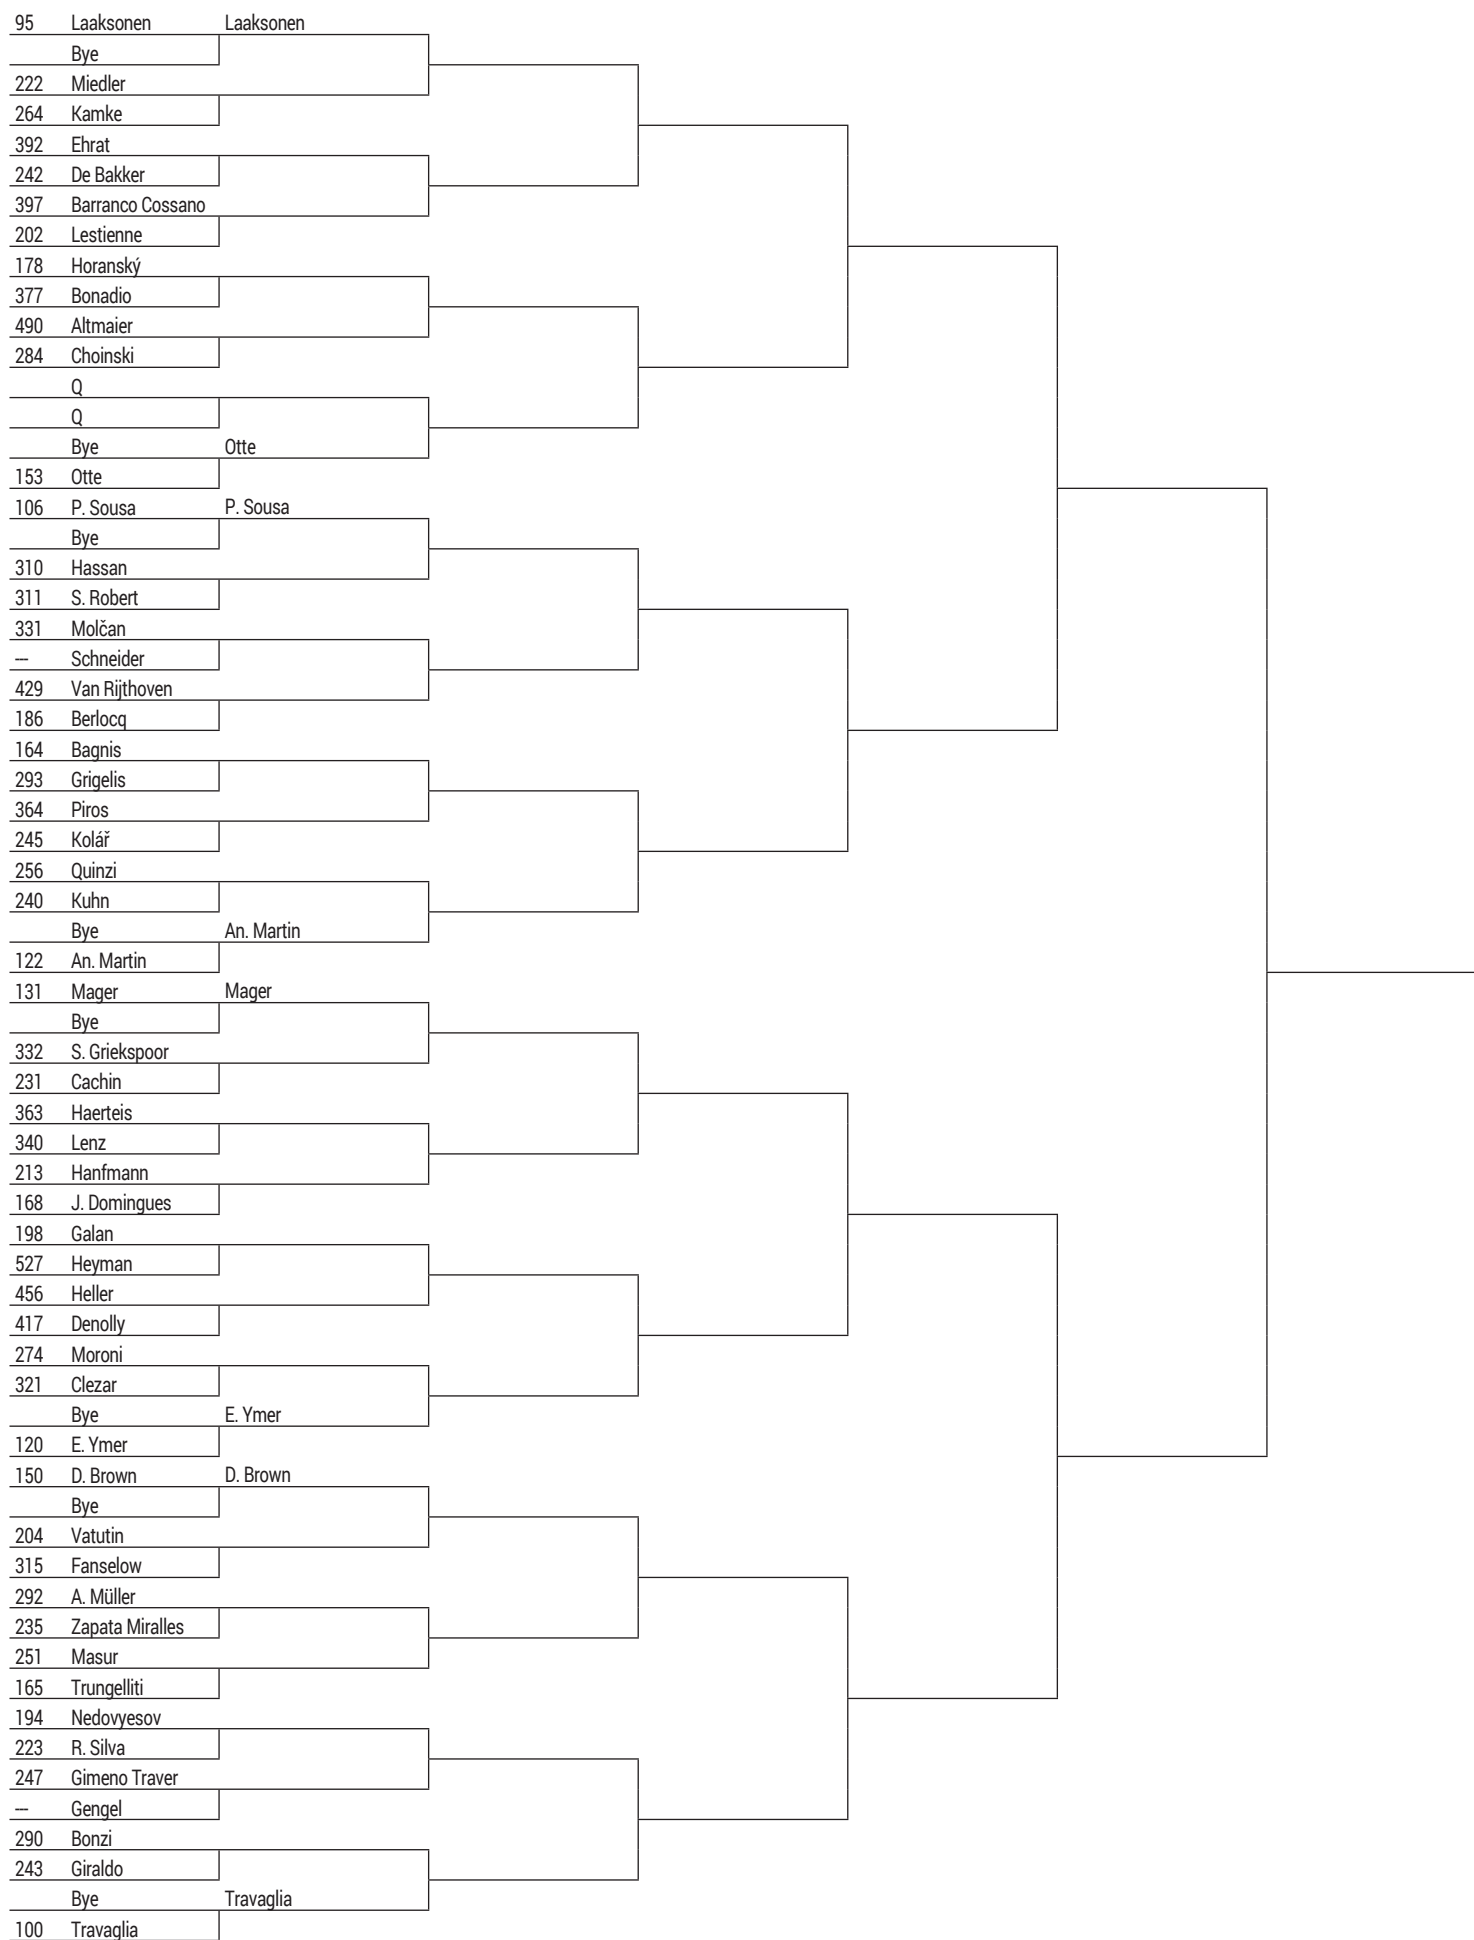 95 Laaksonen Laaksonen
Bye
222 Miedler
264 Kamke
392 Ehrat
242 De Bakker
397 Barranco Cossano
202 Lestienne
178 Horanský
377 Bonadio
490 Altmaier
284 Choinski
Q
Q
Bye Otte
153 Otte
106 P. Sousa P. Sousa
Bye
310 Hassan
311 S. Robert
331 Molčan
--- Schneider
429 Van Rijthoven
186 Berlocq
164 Bagnis
293 Grigelis
364 Piros
245 Kolář
256 Quinzi
240 Kuhn
Bye An. Martin
122 An. Martin
131 Mager Mager
Bye
332 S. Griekspoor
231 Cachin
363 Haerteis
340 Lenz
213 Hanfmann
168 J. Domingues
198 Galan
527 Heyman
456 Heller
417 Denolly
274 Moroni
321 Clezar
Bye E. Ymer
120 E. Ymer
150 D. Brown D. Brown
Bye
204 Vatutin
315 Fanselow
292 A. Müller
235 Zapata Miralles
251 Masur
165 Trungelliti
194 Nedovyesov
223 R. Silva
247 Gimeno Traver
--- Gengel
290 Bonzi
243 Giraldo
Bye Travaglia
100 Travaglia